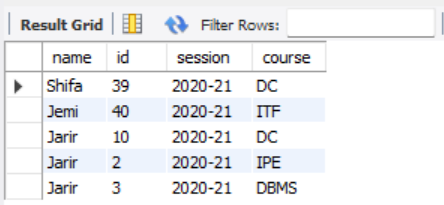 Result Grid Filter Rows:
name id session course
Shifa 39 2020-21 DC
Jemi 40 2020-21 ITF
Jarir 10 2020-21 DC
Jarir 2 2020-21 IPE
Jarir 3 2020-21 DBMS